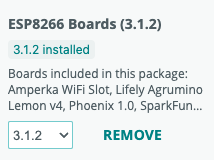 ESP8266 Boards (3.1.2)
3.1.2 installed
Boards included in this package:
Amperka WiFi Slot, Lifely Agrumino
Lemon v4, Phoenix 1.0, SparkFun...
3.1.2 REMOVE